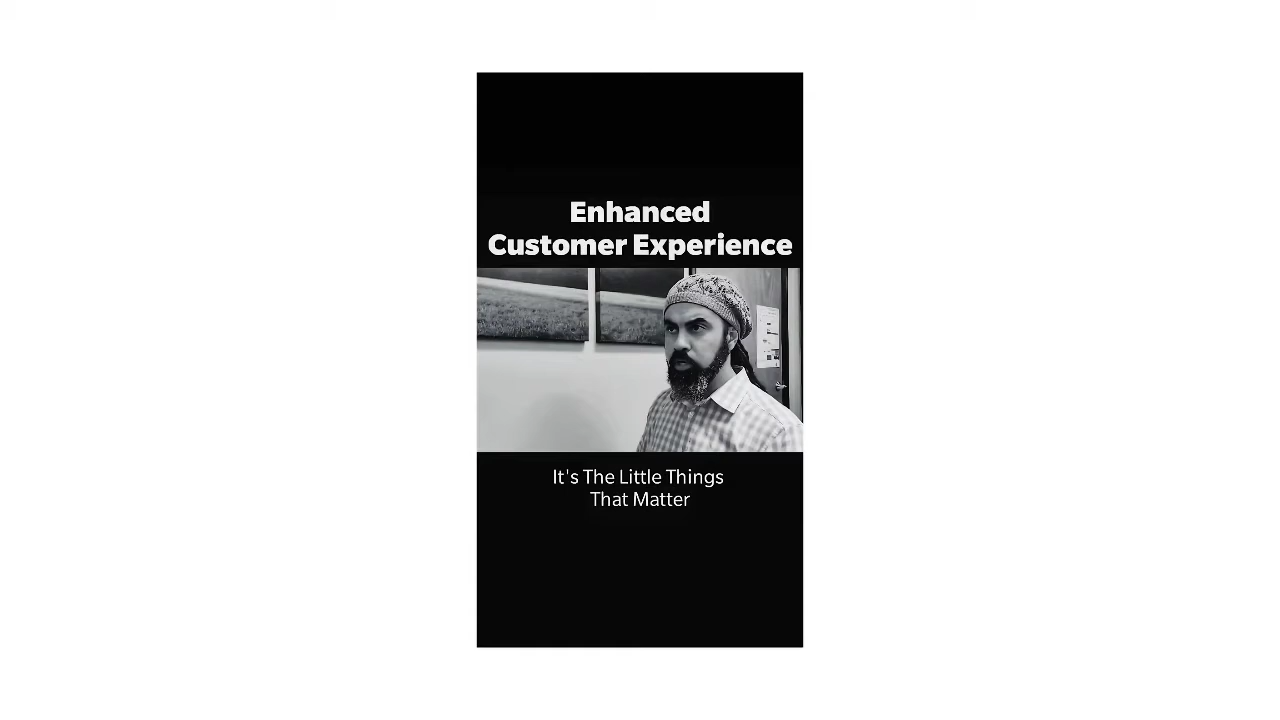 Enhanced
Customer Experience
It's The Little Things
That Matter